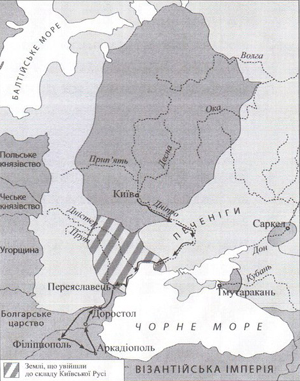 БАЛТІЙСЬКЕ МОРЕ
Волга
Ока
Польське
князівство
Прип'ять
Десна
Київ
Дніпро
Чеське
князівство
ПЕЧЕНІГИ
Саркел
Дністер
Прут
Дон
Угорщина
Кубань
Переяславець
Тмутаракань
Болгарське
царство
Доростол
ЧОРНЕ МОРЕ
Філіппополь
Аркадіополь
ВІЗАНТІЙСЬКА ІМПЕРІЯ
Землі, що увійшли
до складу Київської Русі